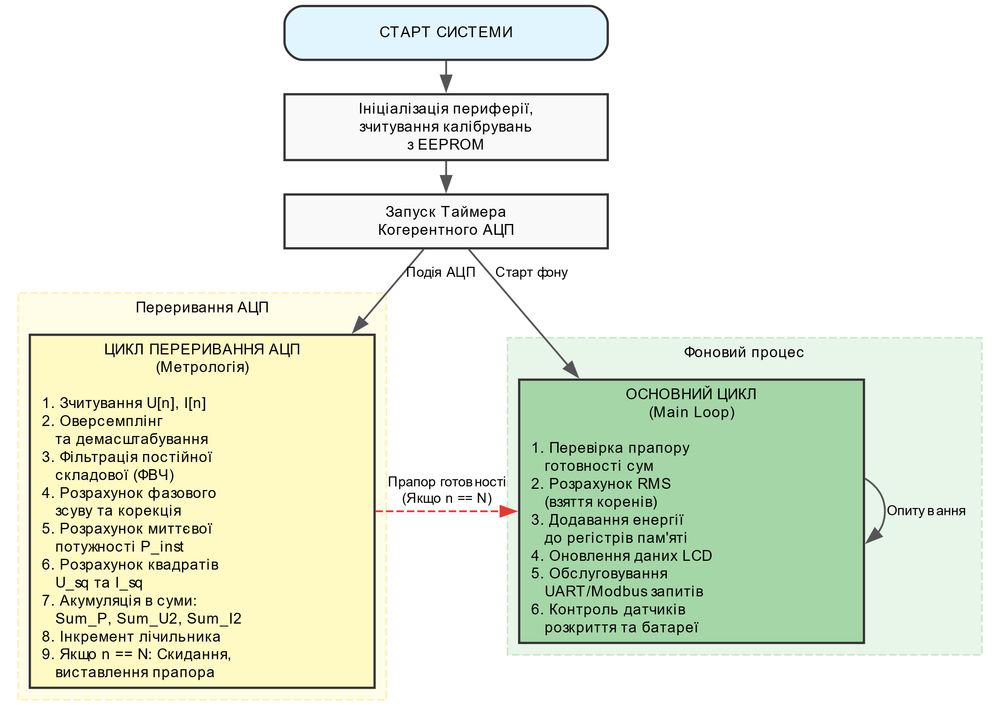 СТАРТ СИСТЕМИ
Ініціалізація периферії,
зчитування калібрувань
з EEPROM
Запуск Таймера
Когерентного АЦП
Подія АЦП
Старт фону
Переривання АЦП
ЦИКЛ ПЕРЕРИВАННЯ АЦП
(Метрологія)
1. Зчитування U[n], I[n]
2. Оверсемплінг
та демасштабування
3. Фільтрація постійної
складової (ФВЧ)
4. Розрахунок фазового
зсуву та корекція
5. Розрахунок миттєвої
потужності P_inst
6. Розрахунок квадратів
U_sq та I_sq
7. Акумуляція в суми:
Sum_P, Sum_U2, Sum_I2
8. Інкремент лічильника
9. Якщо n == N: Скидання,
виставлення прапора
Прапор готовності
(Якщо n == N)
Фоновий процес
ОСНОВНИЙ ЦИКЛ
(Main Loop)
1. Перевірка прапору
готовності сум
2. Розрахунок RMS
(взяття коренів)
3. Додавання енергії
до регістрів пам'яті
4. Оновлення даних LCD
5. Обслуговування
UART/Modbus запитів
6. Контроль датчиків
розкриття та батареї
Опитування